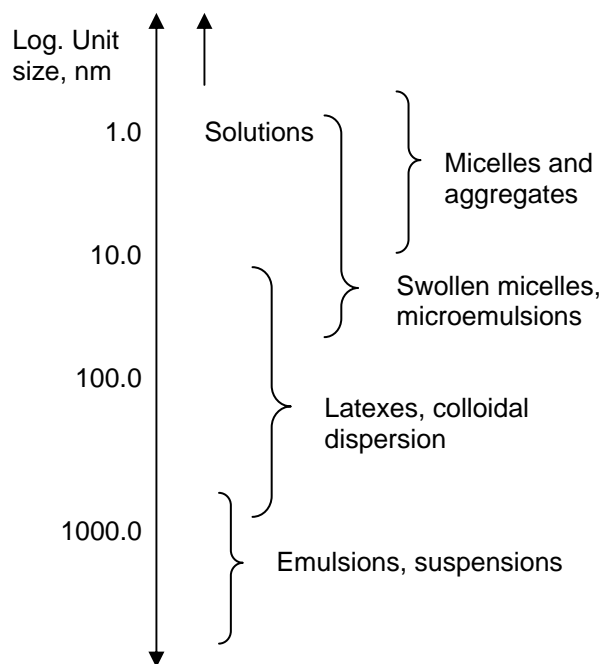 Log. Unit
size, nm
1.0
Solutions
Micelles and
aggregates
10.0
Swollen micelles,
microemulsions
100.0
Latexes, colloidal
dispersion
1000.0
Emulsions, suspensions